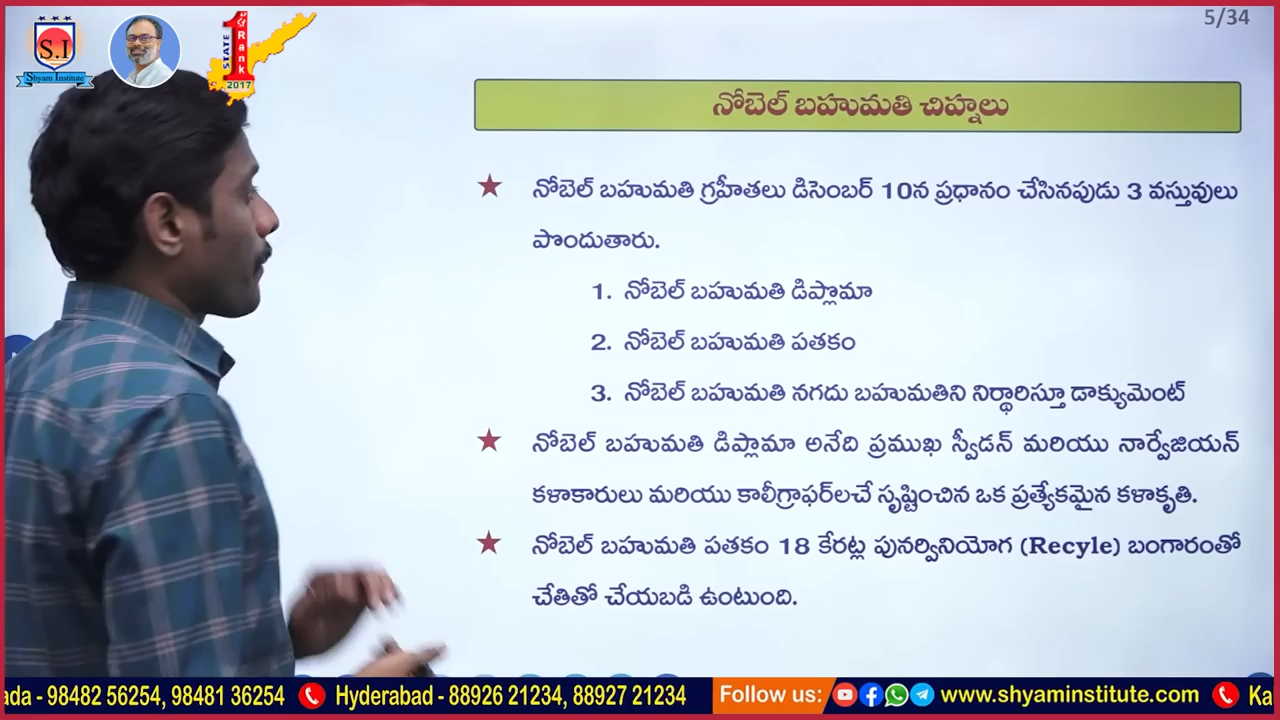 5/34
S.I
Shyam Institute
STATE
1
Rank
2017
నోబెల్ బహుమతి చిహ్నలు
★ నోబెల్ బహుమతి గ్రహీతలు డిసెంబర్ 10న ప్రధానం చేసినపుడు 3 వస్తువులు
పొందుతారు.
1. నోబెల్ బహుమతి డిప్లొమా
2. నోబెల్ బహుమతి పతకం
3. నోబెల్ బహుమతి నగదు బహుమతిని నిర్థారిస్తూ డాక్యుమెంట్
★ నోబెల్ బహుమతి డిప్లామా అనేది ప్రముఖ స్వీడన్ మరియు నార్వేజియన్
కళాకారులు మరియు కాలీగ్రాఫర్‌లచే సృష్టించిన ఒక ప్రత్యేకమైన కళాకృతి.
★ నోబెల్ బహుమతి పతకం 18 కేరట్ల పునర్వినియోగ (Recyle) బంగారంతో
చేతితో చేయబడి ఉంటుంది.
ada - 98482 56254, 98481 36254 Hyderabad - 88926 21234, 88927 21234 Follow us: www.shyaminstitute.com Ka